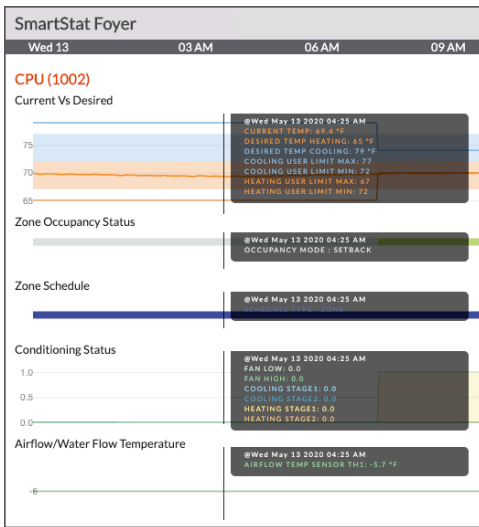 SmartStat Foyer
Wed 13 03 AM 06 AM 09 AM
CPU (1002)
Current Vs Desired
@Wed May 13 2020 04:25 AM
CURRENT TEMP: 69.4 °F
DESIRED TEMP HEATING: 65 °F
DESIRED TEMP COOLING: 79 °F
COOLING USER LIMIT MAX: 77
COOLING USER LIMIT MIN: 72
HEATING USER LIMIT MAX: 67
HEATING USER LIMIT MIN: 72
75
70
65
Zone Occupancy Status
@Wed May 13 2020 04:25 AM
OCCUPANCY MODE : SETBACK
Zone Schedule
@Wed May 13 2020 04:25 AM
SCHEDULE TYPE : ZONE
Conditioning Status
@Wed May 13 2020 04:25 AM
FAN LOW: 0.0
FAN HIGH: 0.0
COOLING STAGE1: 0.0
COOLING STAGE2: 0.0
HEATING STAGE1: 0.0
HEATING STAGE2: 0.0
1.0
0.5
0.0
Airflow/Water Flow Temperature
@Wed May 13 2020 04:25 AM
AIRFLOW TEMP SENSOR TH1: -5.7 °F
-6